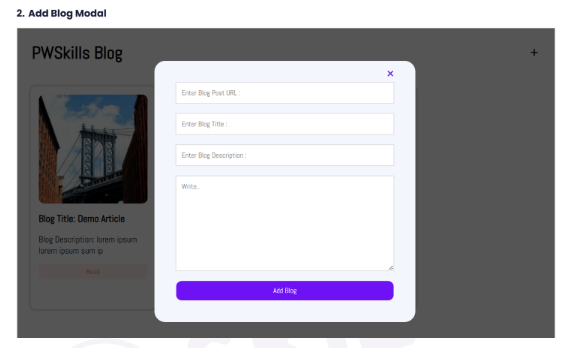 2. Add Blog Modal
PWSkills Blog
+
×
Enter Blog Post URL :
Enter Blog Title :
Enter Blog Description :
Write..
Add Blog
Blog Title: Demo Article
Blog Description: lorem ipsum
lorem ipsum sum ip
Read